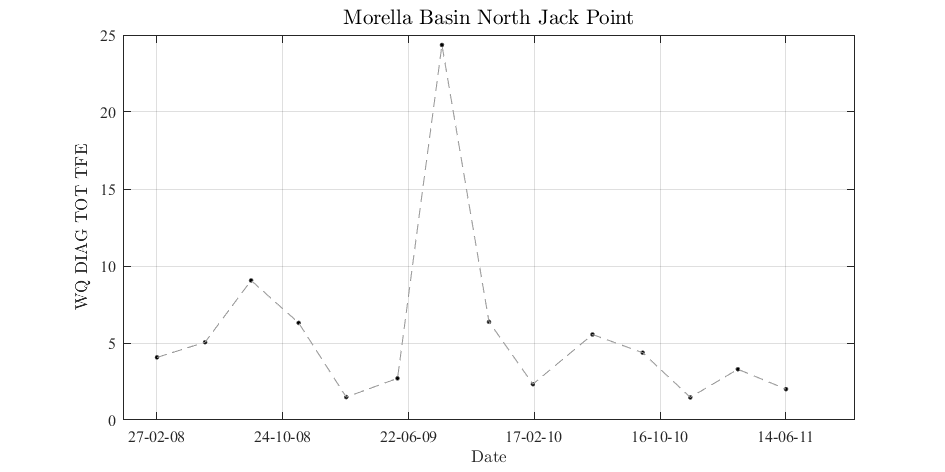 Morella Basin North Jack Point
WQ DIAG TOT TFE
25
20
15
10
5
0
27-02-08 24-10-08 22-06-09 17-02-10 16-10-10 14-06-11
Date